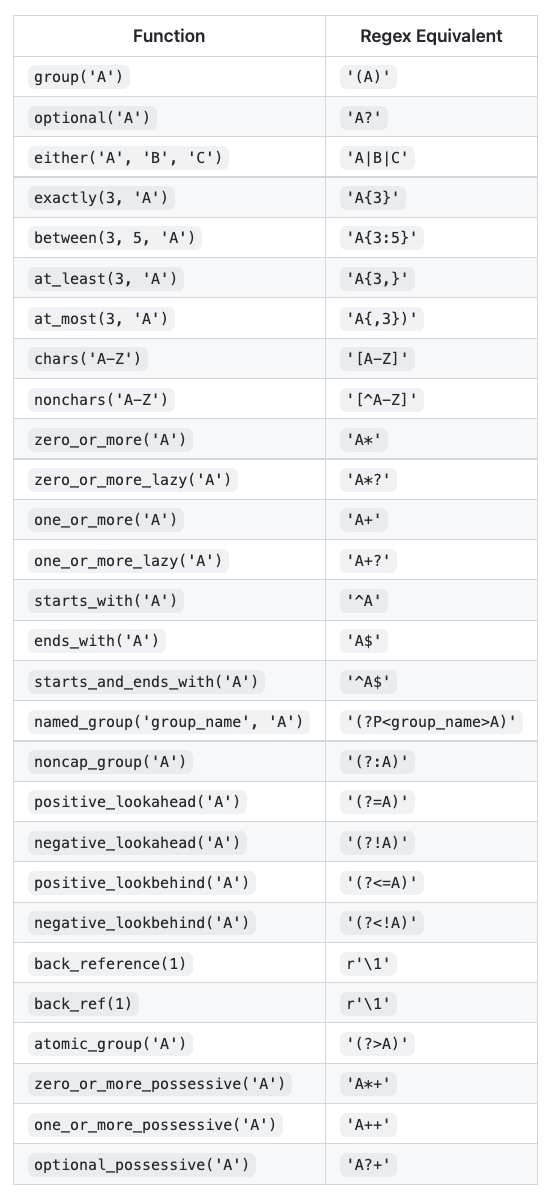 Function Regex Equivalent
group('A') '(A)'
optional('A') 'A?'
either('A', 'B', 'C') 'A|B|C'
exactly(3, 'A') 'A{3}'
between(3, 5, 'A') 'A{3:5}'
at_least(3, 'A') 'A{3,}'
at_most(3, 'A') 'A{,3})'
chars('A-Z') '[A-Z]'
nonchars('A-Z') '[^A-Z]'
zero_or_more('A') 'A*'
zero_or_more_lazy('A') 'A*?'
one_or_more('A') 'A+'
one_or_more_lazy('A') 'A+?'
starts_with('A') '^A'
ends_with('A') 'A$'
starts_and_ends_with('A') '^A$'
named_group('group_name', 'A') '(?P<group_name>A)'
noncap_group('A') '(?:A)'
positive_lookahead('A') '(?=A)'
negative_lookahead('A') '(?!A)'
positive_lookbehind('A') '(?<=A)'
negative_lookbehind('A') '(?<!A)'
back_reference(1) r'\1'
back_ref(1) r'\1'
atomic_group('A') '(?>A)'
zero_or_more_possessive('A') 'A*+'
one_or_more_possessive('A') 'A++'
optional_possessive('A') 'A?+'